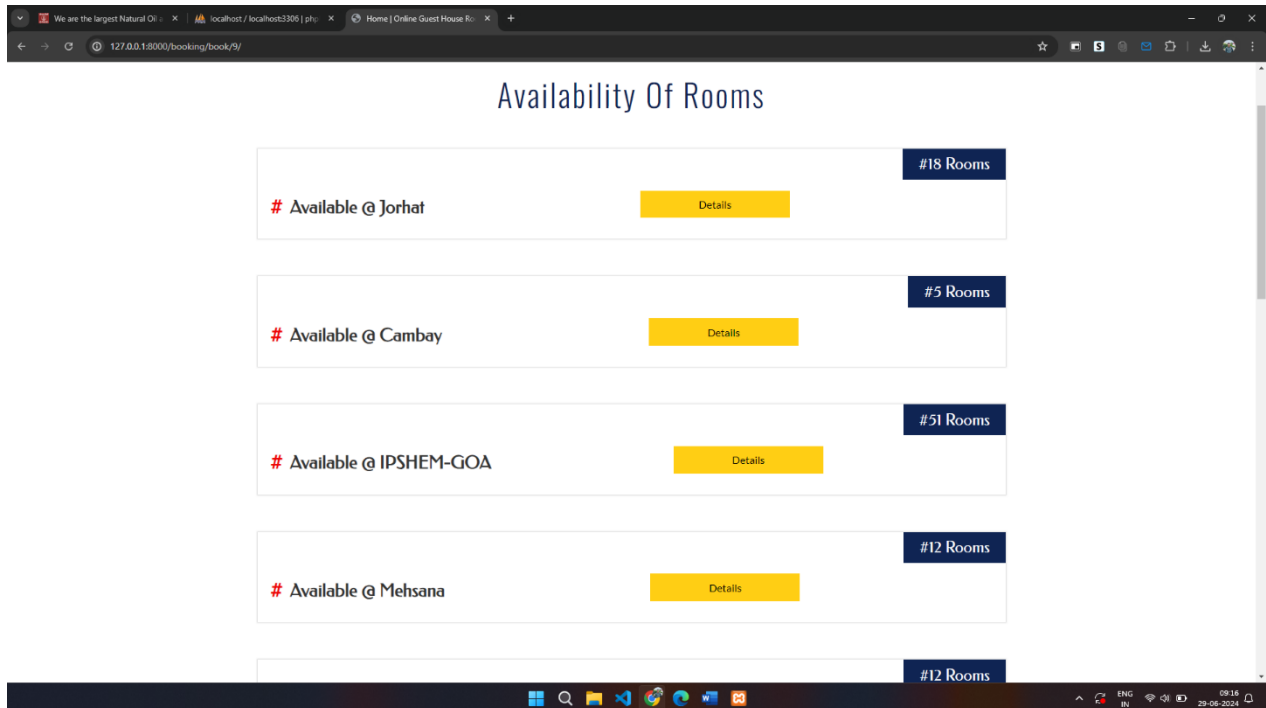 We are the largest Natural Oil a
localhost / localhost:3306 | php
Home | Online Guest House Ro
127.0.0.1:8000/booking/book/9/
Availability Of Rooms
#18 Rooms
# Available @ Jorhat
Details
#5 Rooms
# Available @ Cambay
Details
#51 Rooms
# Available @ IPSHEM-GOA
Details
#12 Rooms
# Available @ Mehsana
Details
#12 Rooms
ENG
IN
09:16
29-06-2024